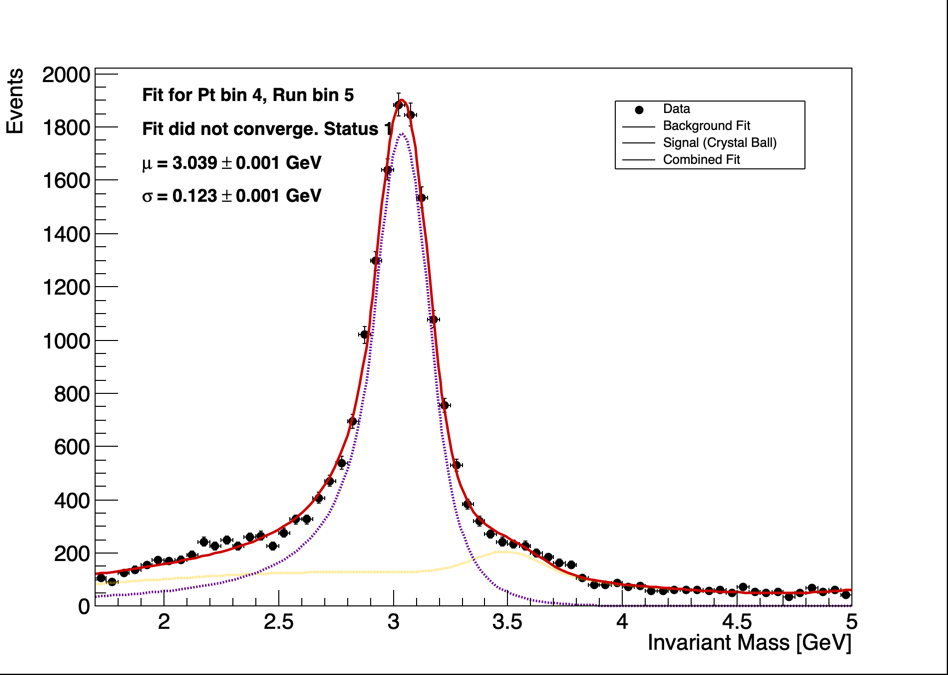 Events
2000
1800
1600
1400
1200
1000
800
600
400
200
0
Fit for Pt bin 4, Run bin 5
Fit did not converge. Status 1
μ = 3.039 ± 0.001 GeV
σ = 0.123 ± 0.001 GeV
Data
Background Fit
Signal (Crystal Ball)
Combined Fit
2 2.5 3 3.5 4 4.5 5
Invariant Mass [GeV]